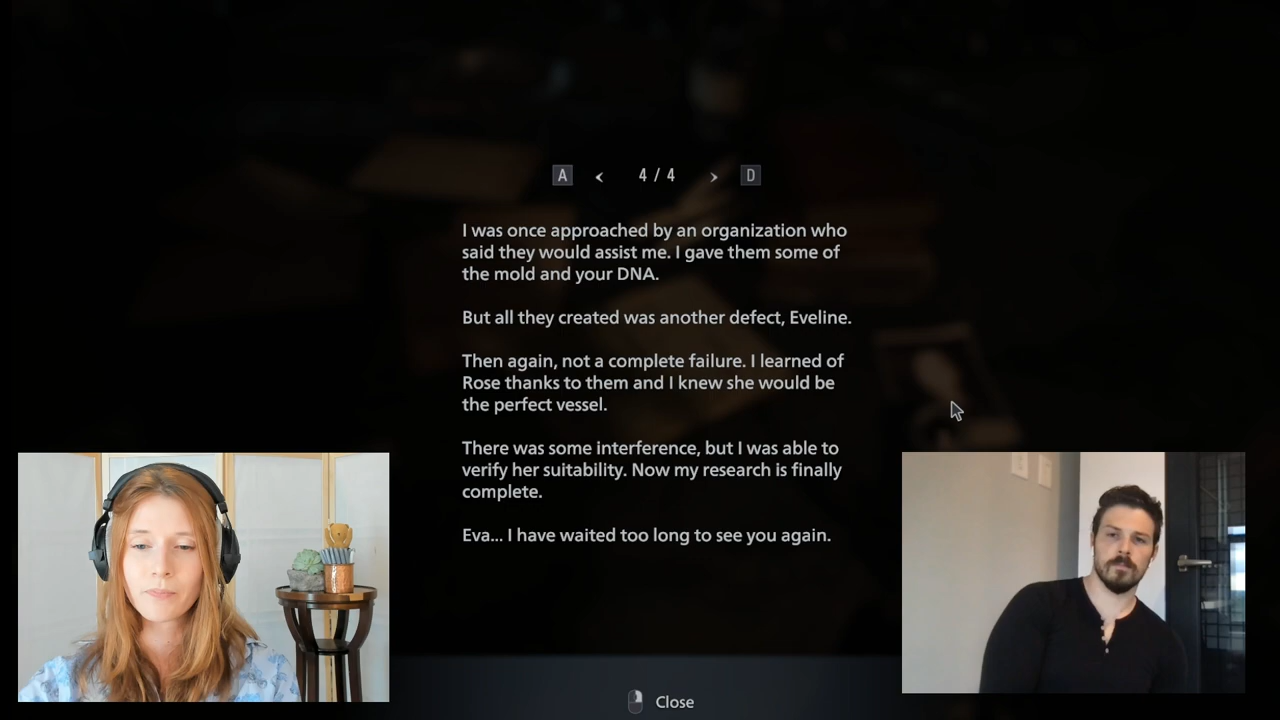 A < 4 / 4 > D
I was once approached by an organization who
said they would assist me. I gave them some of
the mold and your DNA.
But all they created was another defect, Eveline.
Then again, not a complete failure. I learned of
Rose thanks to them and I knew she would be
the perfect vessel.
There was some interference, but I was able to
verify her suitability. Now my research is finally
complete.
Eva... I have waited too long to see you again.
Close